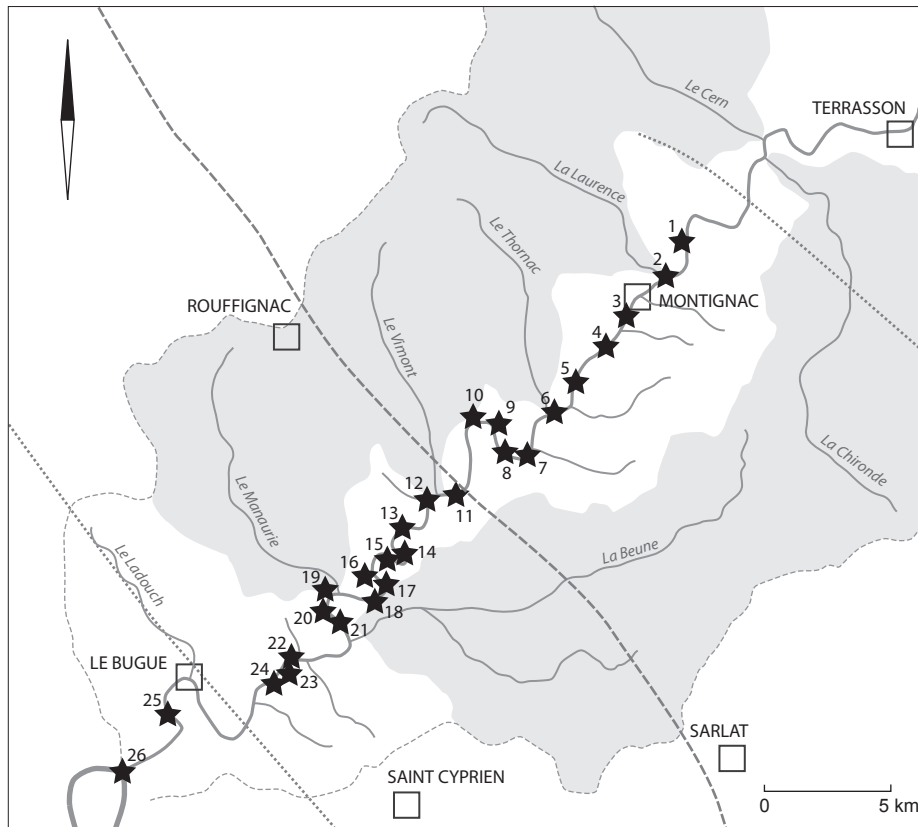 Le Cern
TERRASSON
La Laurence
1
Le Thornac
2
ROUFFIGNAC
MONTIGNAC
3
Le Vimont
4
5
10
9
6
La Chironde
8
7
Le Manaurie
12
11
13
La Beune
15
14
Le Ladouch
16
19
17
18
20
21
22
LE BUGUE
24
23
25
SARLAT
26
SAINT CYPRIEN
0
5 km